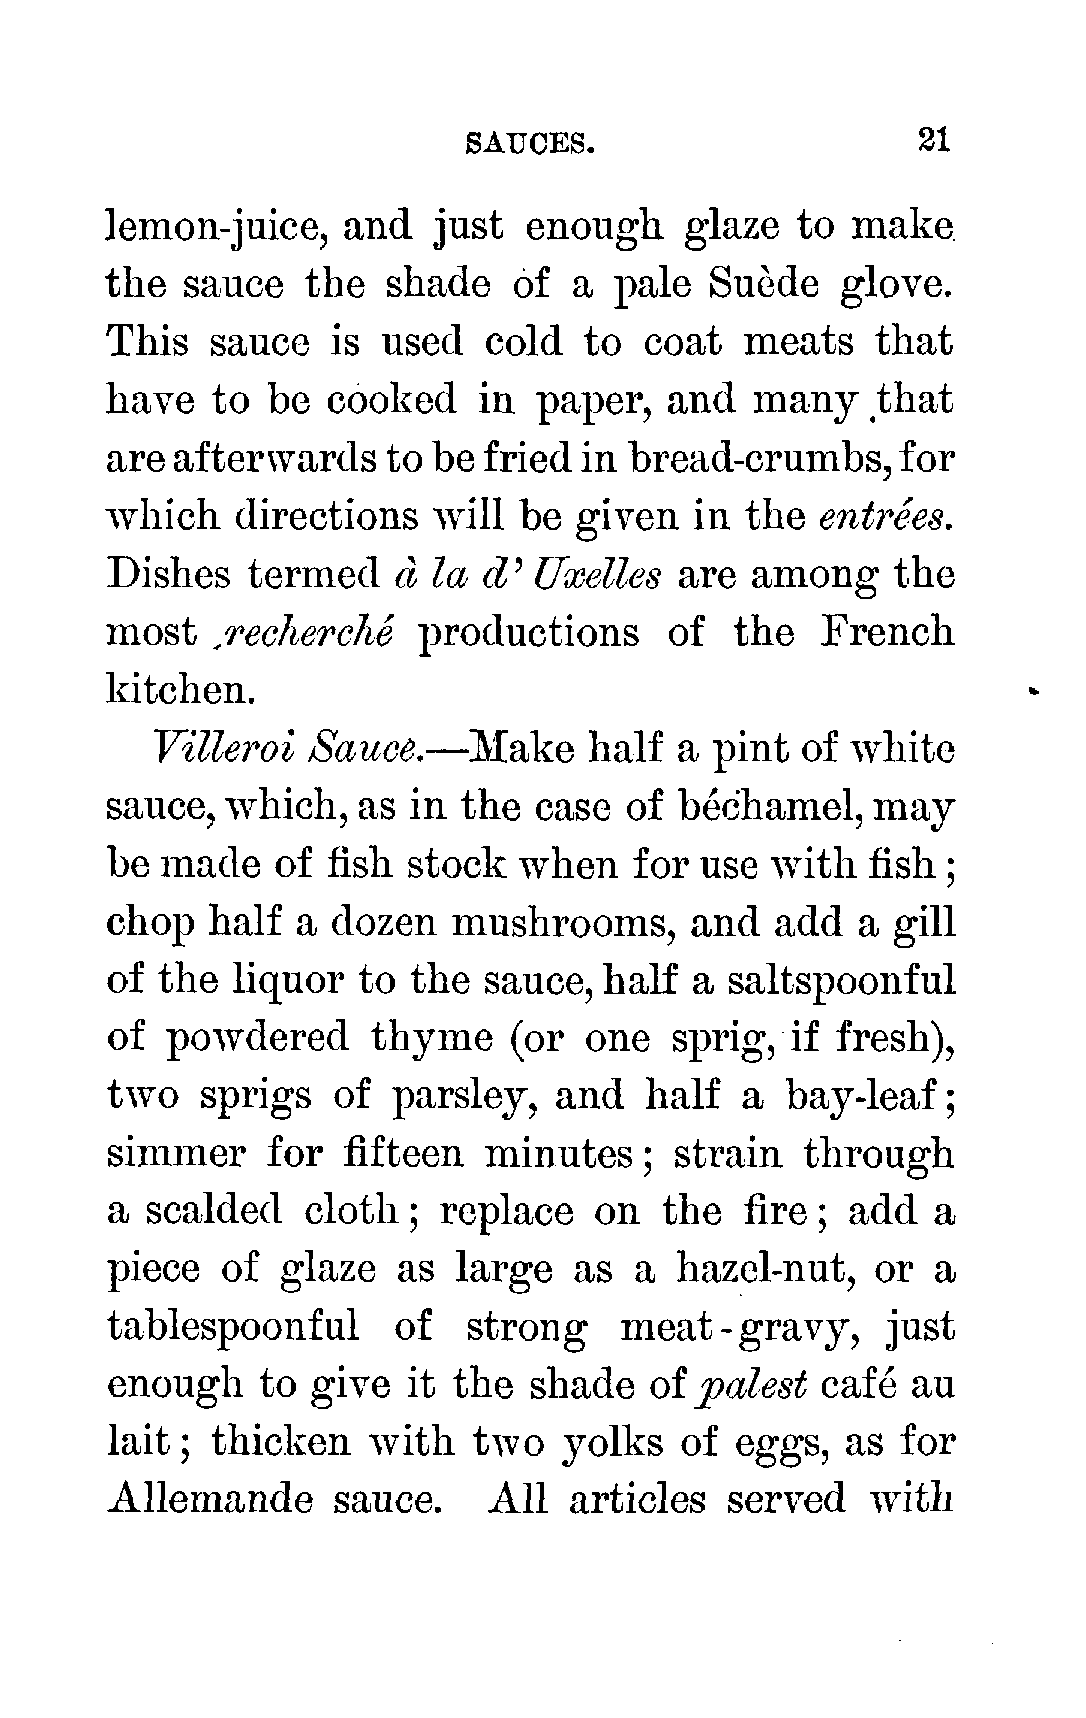 SAUCES. 21
lemon-juice, and just enough glaze to make
the sauce the shade of a pale Suède glove.
This sauce is used cold to coat meats that
have to be cooked in paper, and many that
are afterwards to be fried in bread-crumbs, for
which directions will be given in the entrées.
Dishes termed à la d'Uxelles are among the
most recherché productions of the French
kitchen.
Villeroi Sauce.—Make half a pint of white
sauce, which, as in the case of béchamel, may
be made of fish stock when for use with fish;
chop half a dozen mushrooms, and add a gill
of the liquor to the sauce, half a saltspoonful
of powdered thyme (or one sprig, if fresh),
two sprigs of parsley, and half a bay-leaf;
simmer for fifteen minutes; strain through
a scalded cloth; replace on the fire; add a
piece of glaze as large as a hazel-nut, or a
tablespoonful of strong meat-gravy, just
enough to give it the shade of palest café au
lait; thicken with two yolks of eggs, as for
Allemande sauce. All articles served with